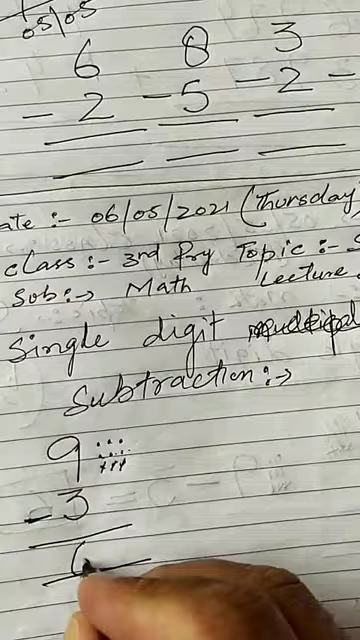 05/05
6 8 3
- 2 - 5 - 2 -
ate :- 06/05/2021 (Thursday
class :- 3rd Pry Topic :- S
Sub :-> Math Lecture
Single digit
Subtraction :->
9
- 3
6